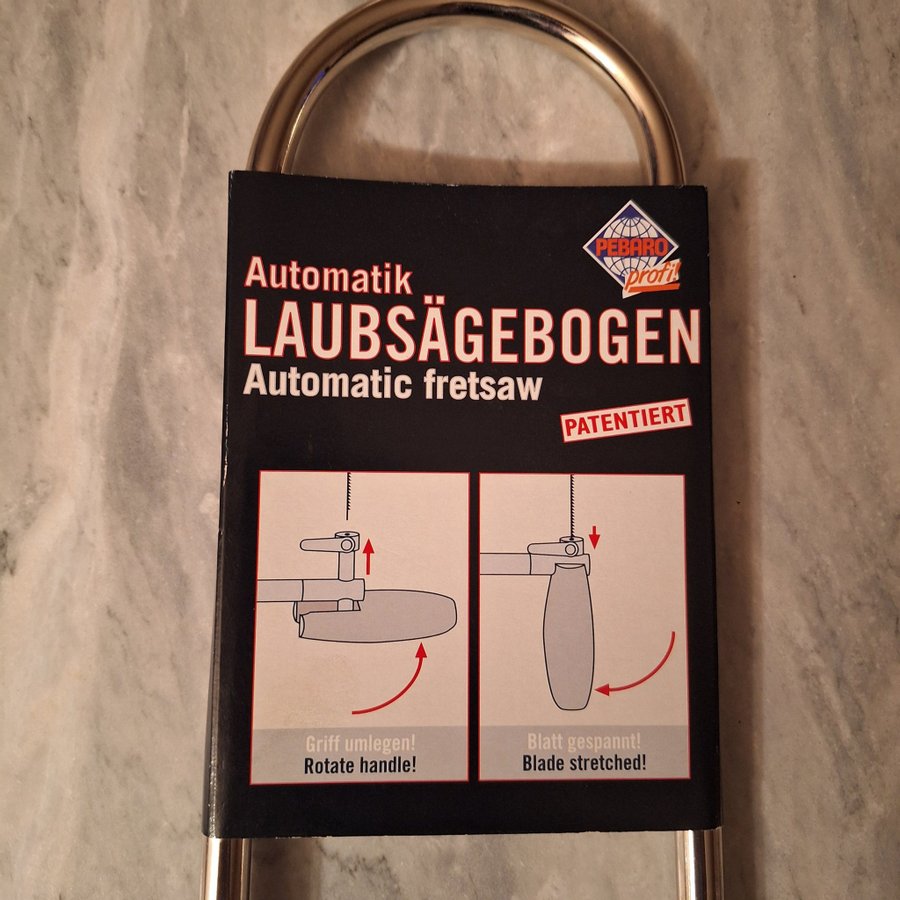 PEBARO
profi!
Automatik
LAUBSÄGEBOGEN
Automatic fretsaw
PATENTIERT
Griff umlegen!
Rotate handle!
Blatt gespannt!
Blade stretched!